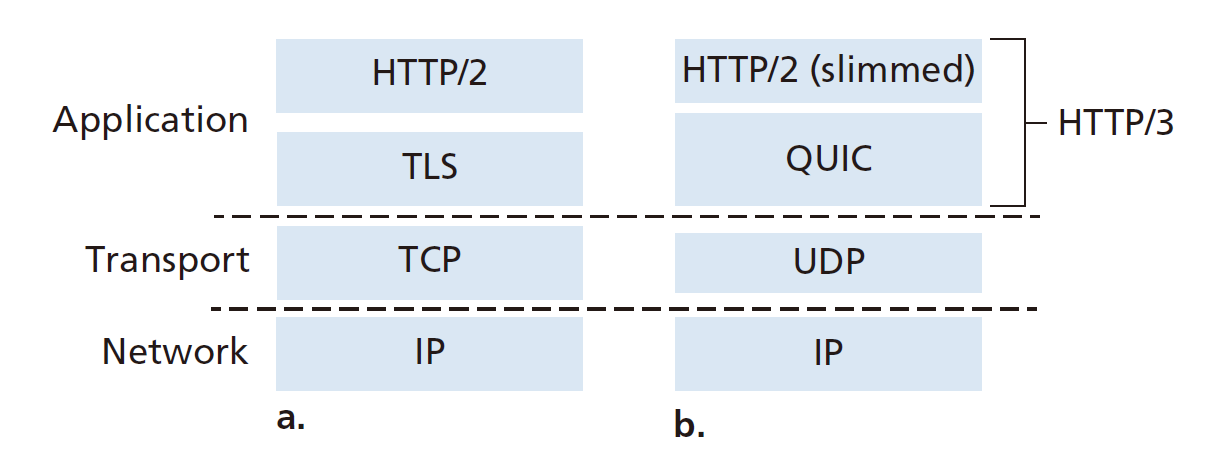 HTTP/2
HTTP/2 (slimmed)
Application
HTTP/3
TLS
QUIC
Transport
TCP
UDP
Network
IP
IP
a.
b.